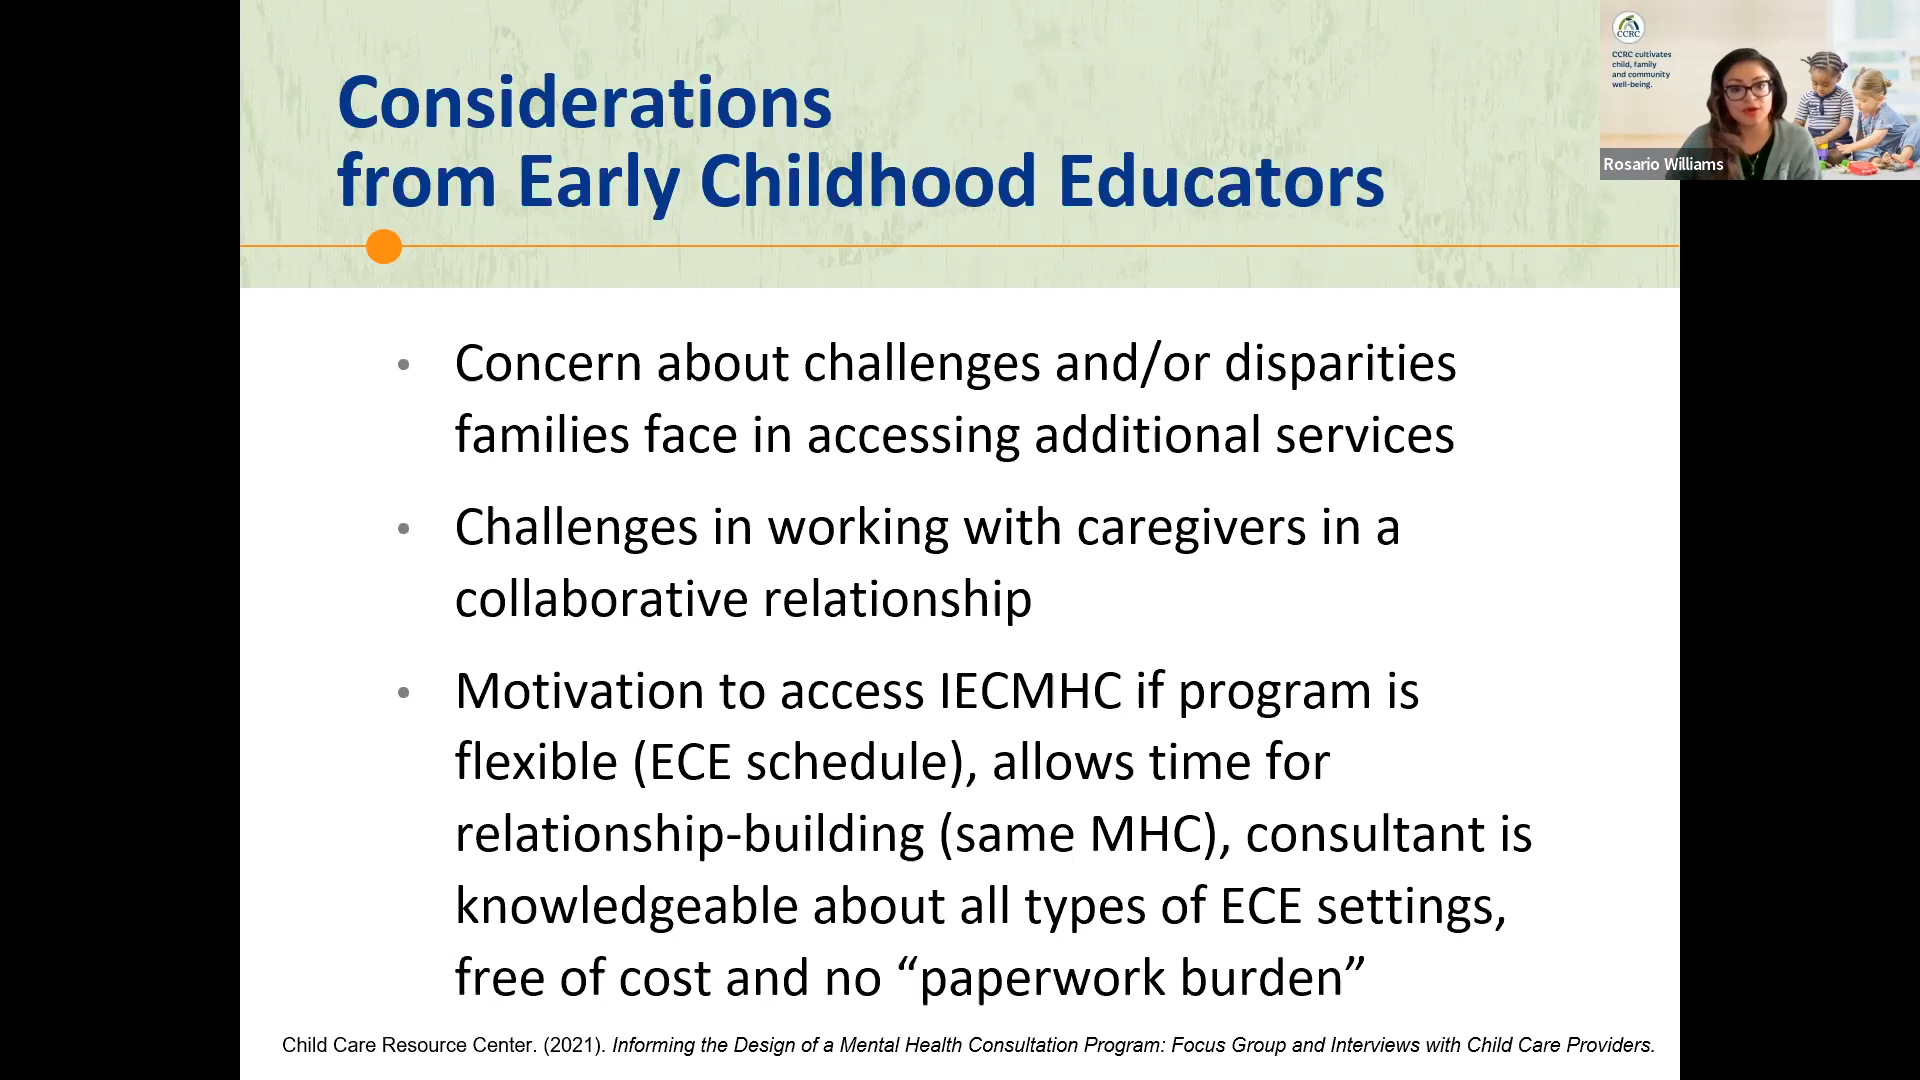 Considerations
from Early Childhood Educators
• Concern about challenges and/or disparities
families face in accessing additional services
• Challenges in working with caregivers in a
collaborative relationship
• Motivation to access IECMHC if program is
flexible (ECE schedule), allows time for
relationship-building (same MHC), consultant is
knowledgeable about all types of ECE settings,
free of cost and no “paperwork burden”
Child Care Resource Center. (2021). Informing the Design of a Mental Health Consultation Program: Focus Group and Interviews with Child Care Providers.
CCRC
CCRC cultivates
child, family
and community
well-being.
Rosario Williams